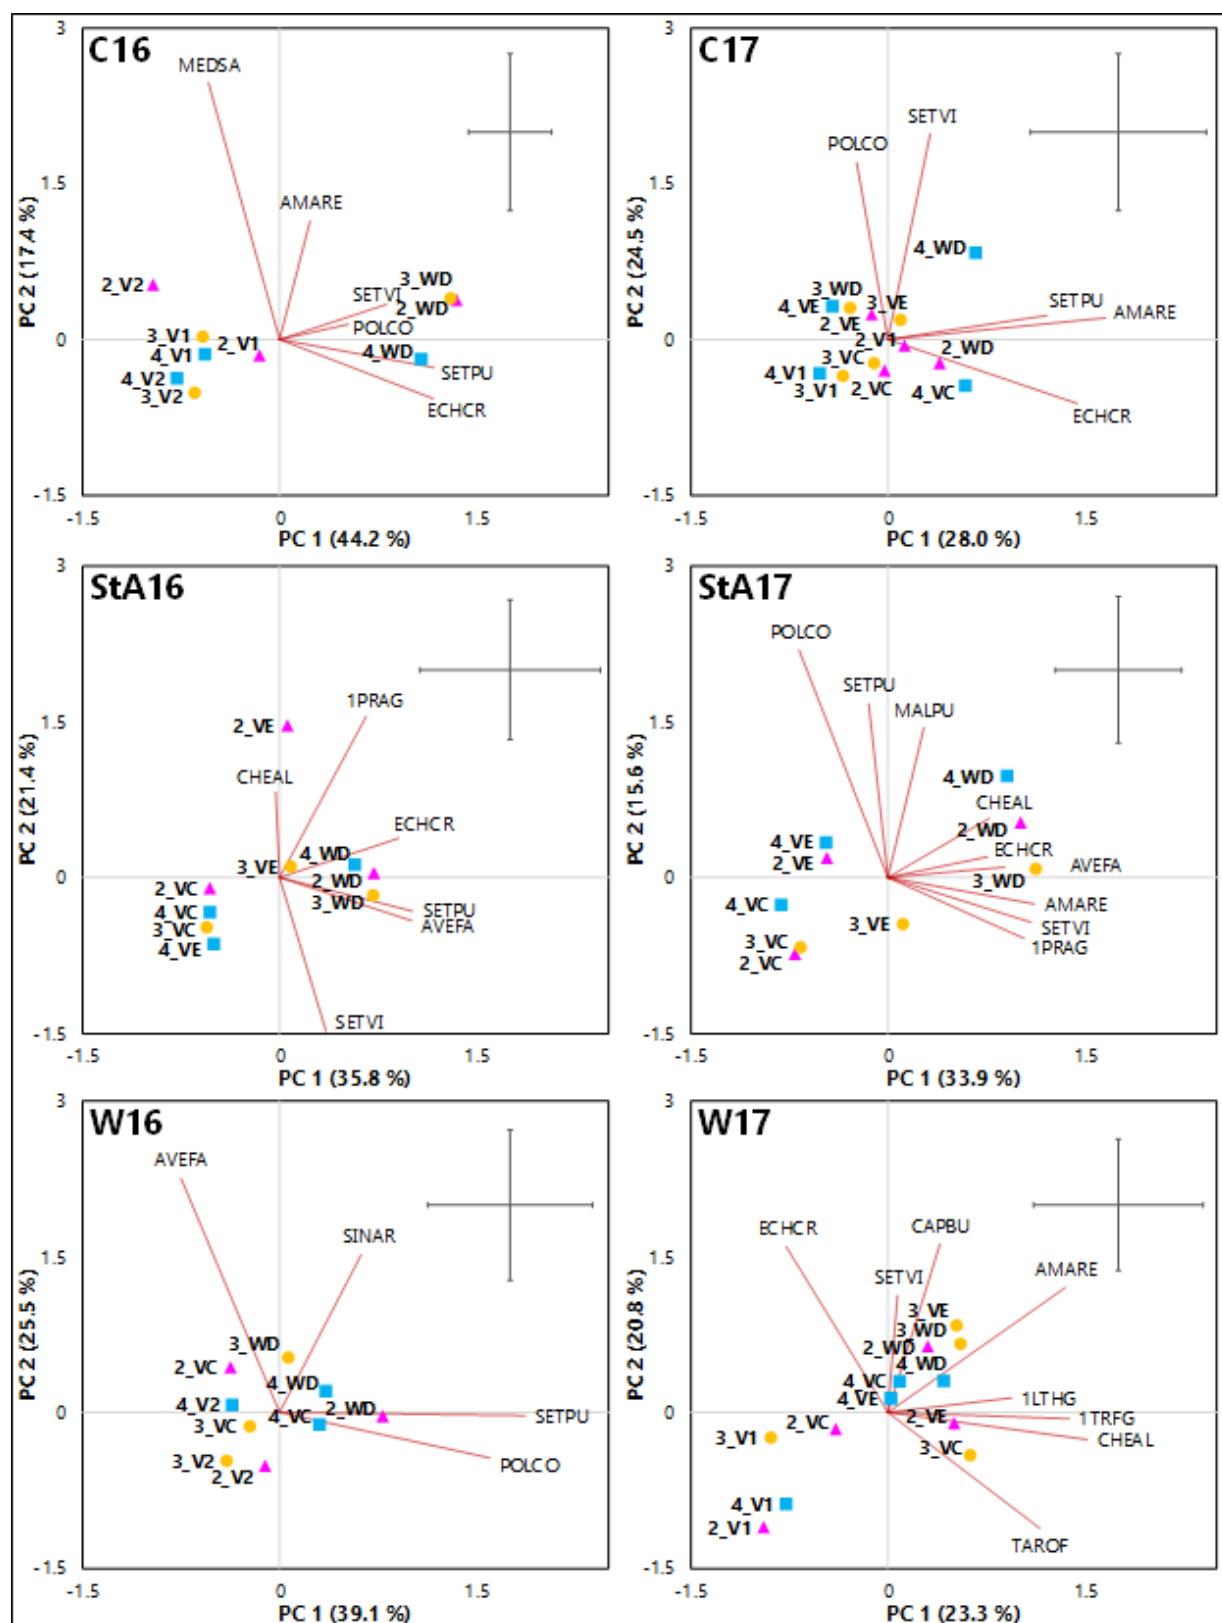 C16
3
1.5
0
-1.5
PC 2 (17.4 %)
MEDSA
AMARE
2_V2
3_WD
SETVI
2_WD
POLCO
3_V1
2_V1
4_V1
4_WD
SETPU
4_V2
3_V2
ECHCR
-1.5
0
1.5
PC 1 (44.2 %)
C17
3
1.5
0
-1.5
PC 2 (24.5 %)
SETVI
POLCO
4_WD
3_WD
3_VE
4_VE
SETPU
AMARE
2_VE
2_V1
2_WD
3_VC
4_V1
3_V1
2_VC
4_VC
ECHCR
-1.5
0
1.5
PC 1 (28.0 %)
StA16
3
1.5
0
-1.5
PC 2 (21.4 %)
1PRAG
2_VE
CHEAL
ECHCR
4_WD
3_VE
2_WD
2_VC
3_WD
SETPU
4_VC
AVEFA
3_VC
4_VE
SETVI
-1.5
0
1.5
PC 1 (35.8 %)
StA17
3
1.5
0
-1.5
PC 2 (15.6 %)
POLCO
SETPU
MALPU
4_WD
CHEAL
2_WD
4_VE
ECHCR
2_VE
AVEFA
3_WD
4_VC
AMARE
3_VE
SETVI
3_VC
1PRAG
2_VC
-1.5
0
1.5
PC 1 (33.9 %)
W16
3
1.5
0
-1.5
PC 2 (25.5 %)
AVEFA
SINAR
3_WD
2_VC
4_WD
4_V2
2_WD
4_VC
SETPU
3_VC
POLCO
3_V2
2_V2
-1.5
0
1.5
PC 1 (39.1 %)
W17
3
1.5
0
-1.5
PC 2 (20.8 %)
ECHCR
CAPBU
SETVI
AMARE
3_VE
3_WD
2_WD
4_WD
4_VC
4_VE
1LTHG
2_VE
1TRFG
2_VC
CHEAL
3_V1
3_VC
4_V1
2_V1
TAROF
-1.5
0
1.5
PC 1 (23.3 %)